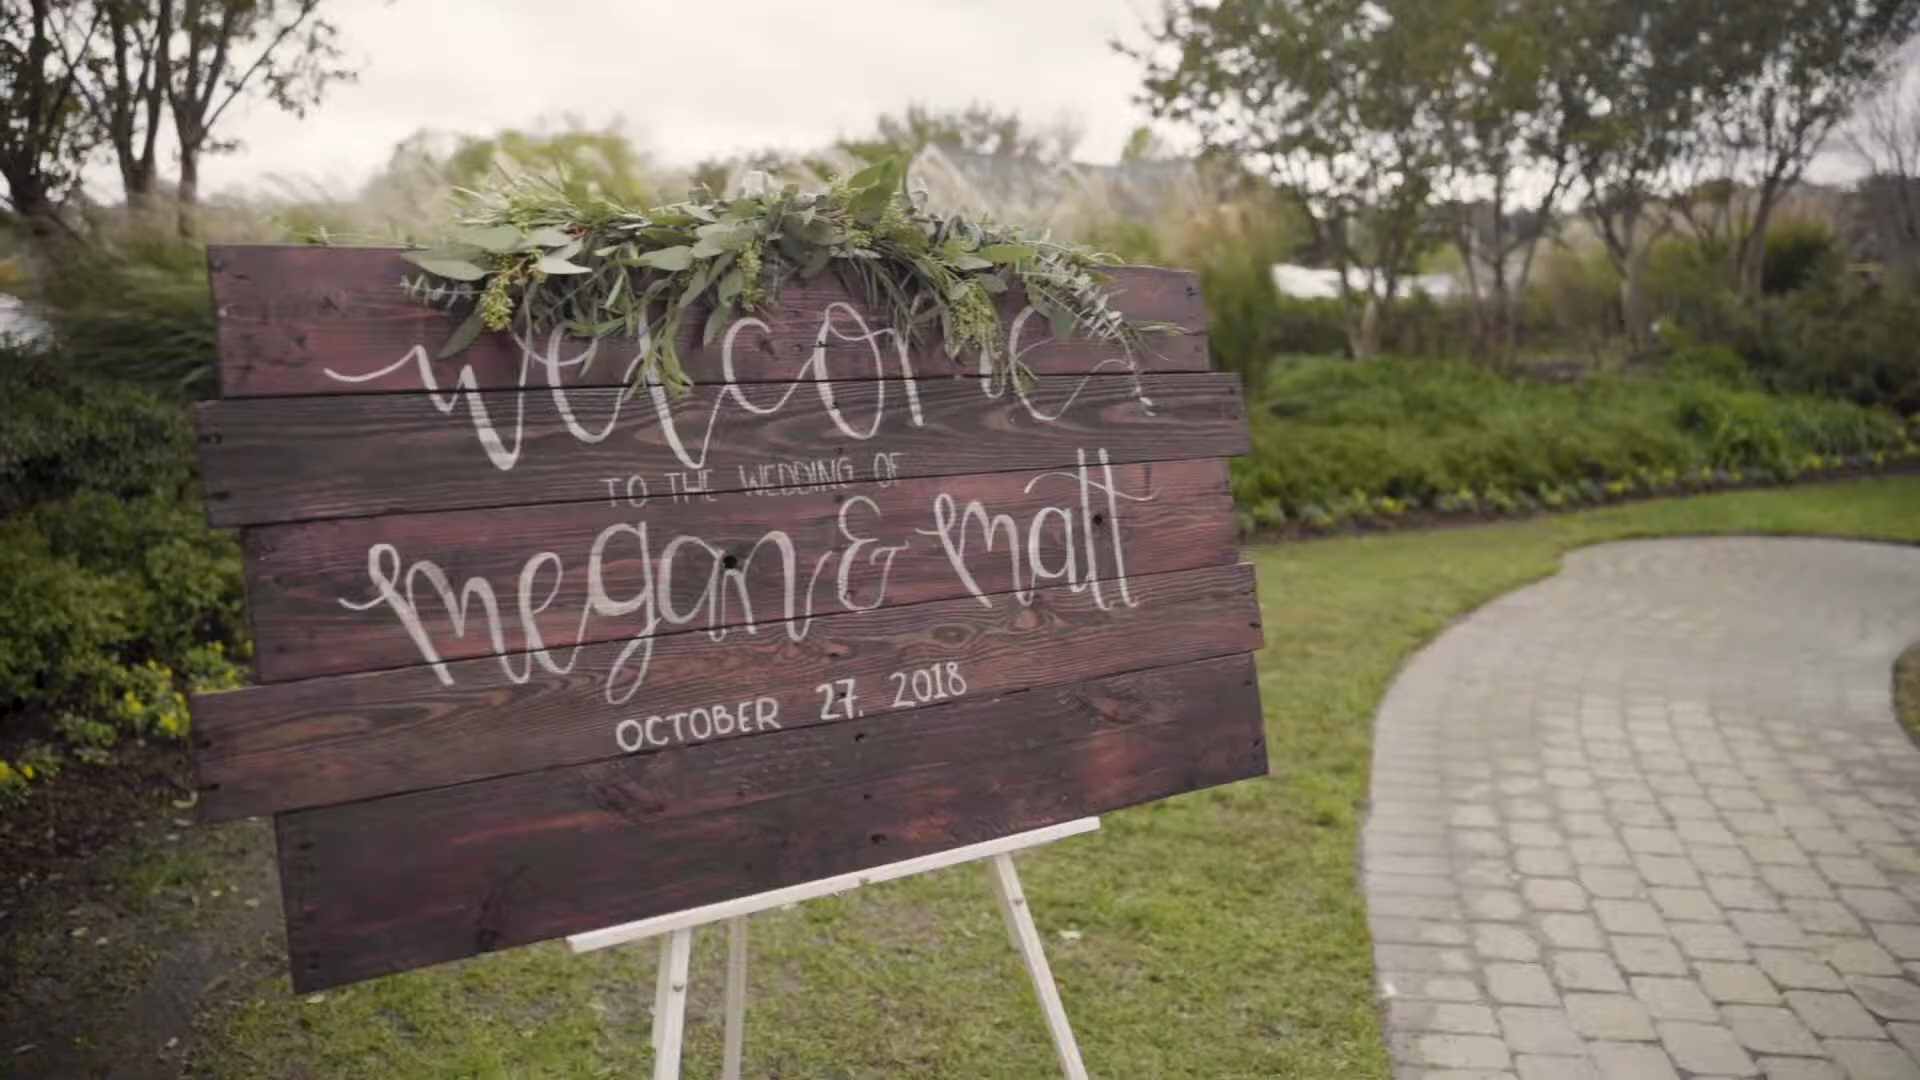 welcome
TO THE WEDDING OF
megan & matt
OCTOBER 27, 2018